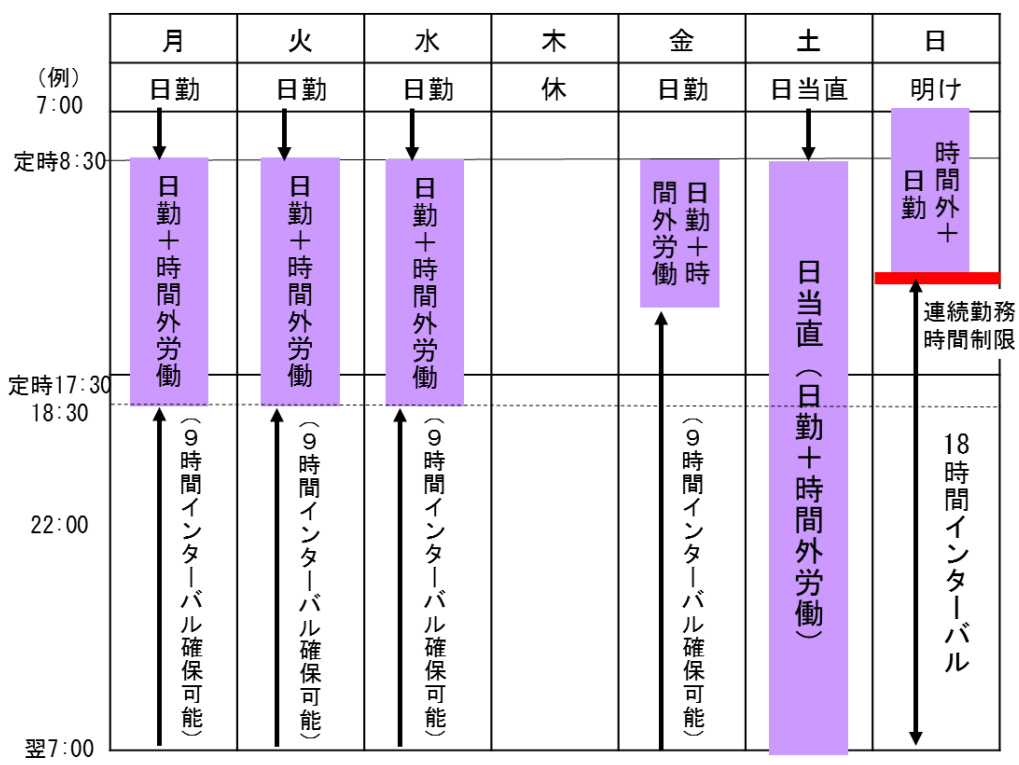 月 火 水 木 金 土 日
(例)
7:00
日勤 日勤 日勤 休 日勤 日当直 明け
定時8:30
定時17:30
18:30
22:00
翌7:00
日勤＋時間外労働
(９時間インターバル確保可能)
日勤＋時間外労働
(９時間インターバル確保可能)
日勤＋時間外労働
(９時間インターバル確保可能)
日勤＋時
間外労働
(９時間インターバル確保可能)
日当直(日勤＋時間外労働)
時間外＋
日勤
連続勤務
時間制限
18時間インターバル